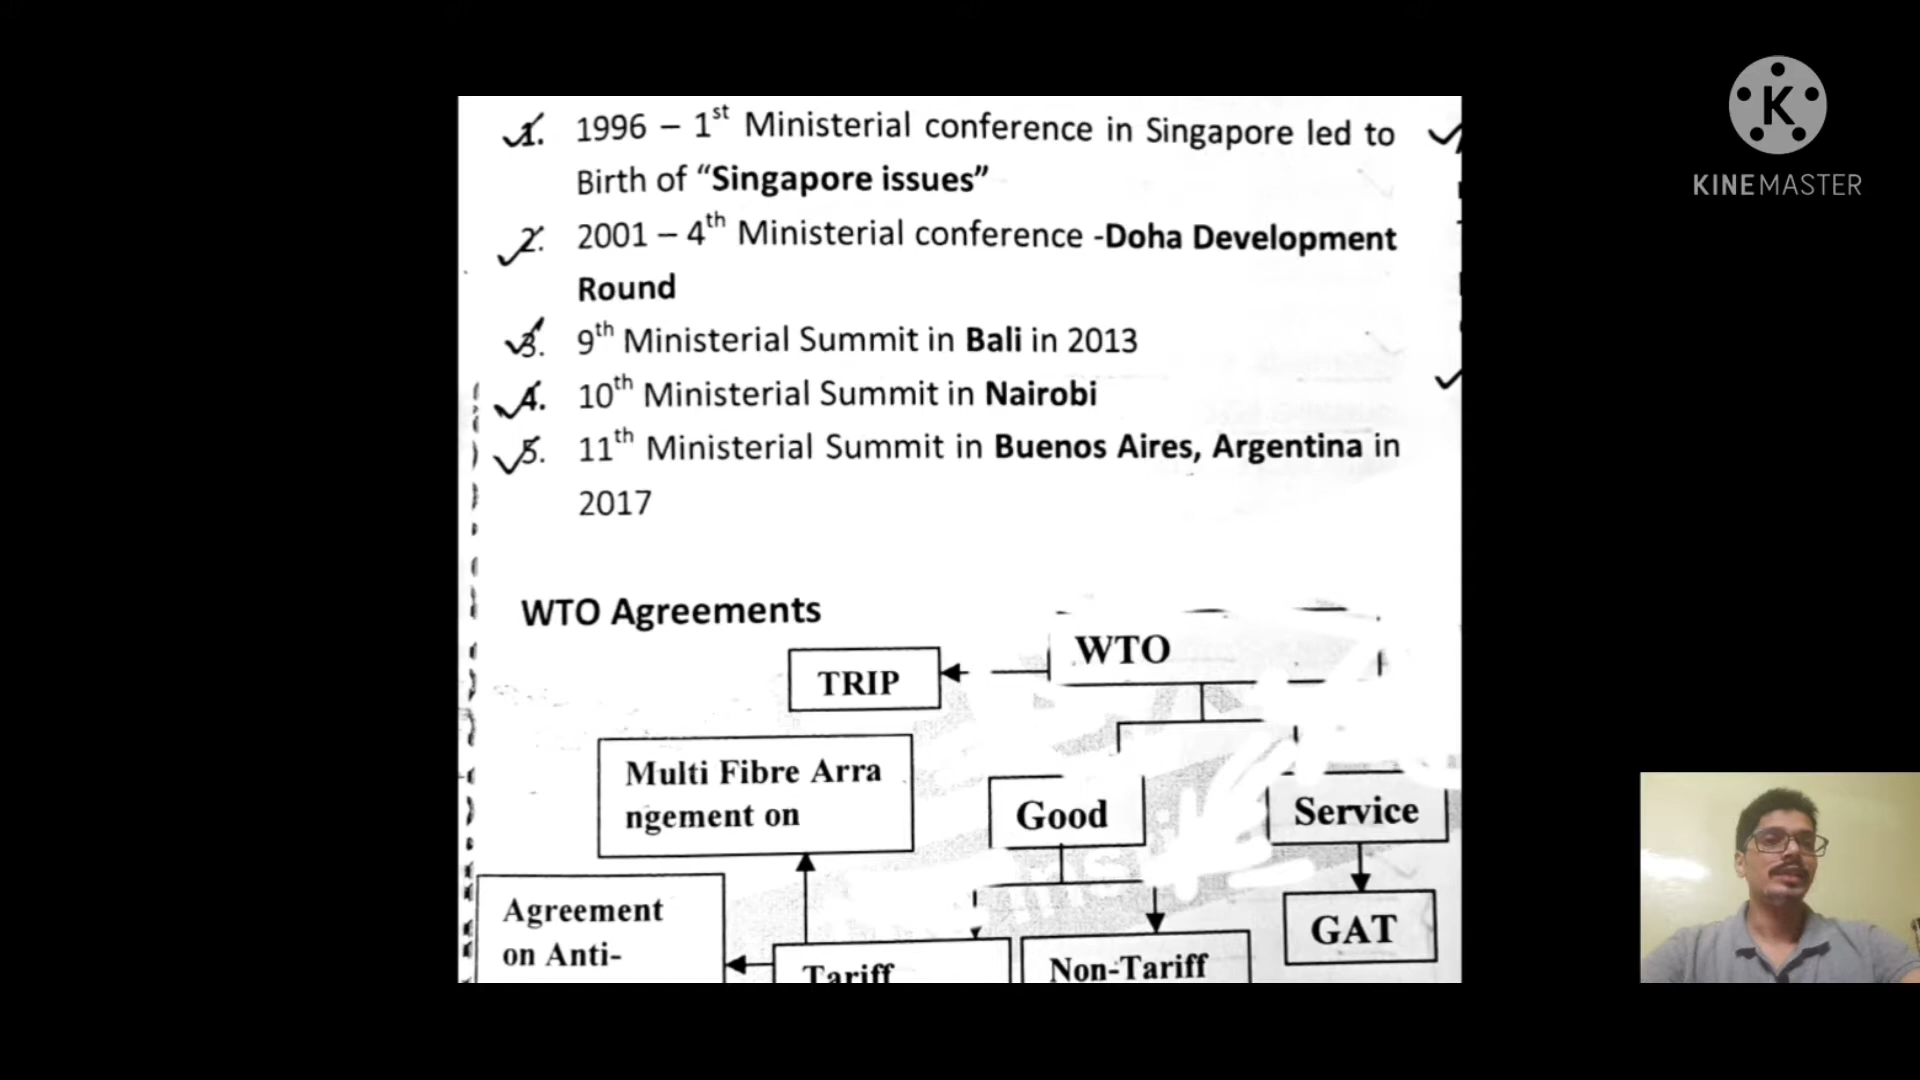 1. 1996 – 1st Ministerial conference in Singapore led to
Birth of “Singapore issues”
2. 2001 – 4th Ministerial conference -Doha Development
Round
3. 9th Ministerial Summit in Bali in 2013
4. 10th Ministerial Summit in Nairobi
5. 11th Ministerial Summit in Buenos Aires, Argentina in
2017
WTO Agreements
WTO
TRIP
Multi Fibre Arra
ngement on
Good
Service
Agreement
on Anti-
Tariff
Non-Tariff
GAT
K
KINEMASTER